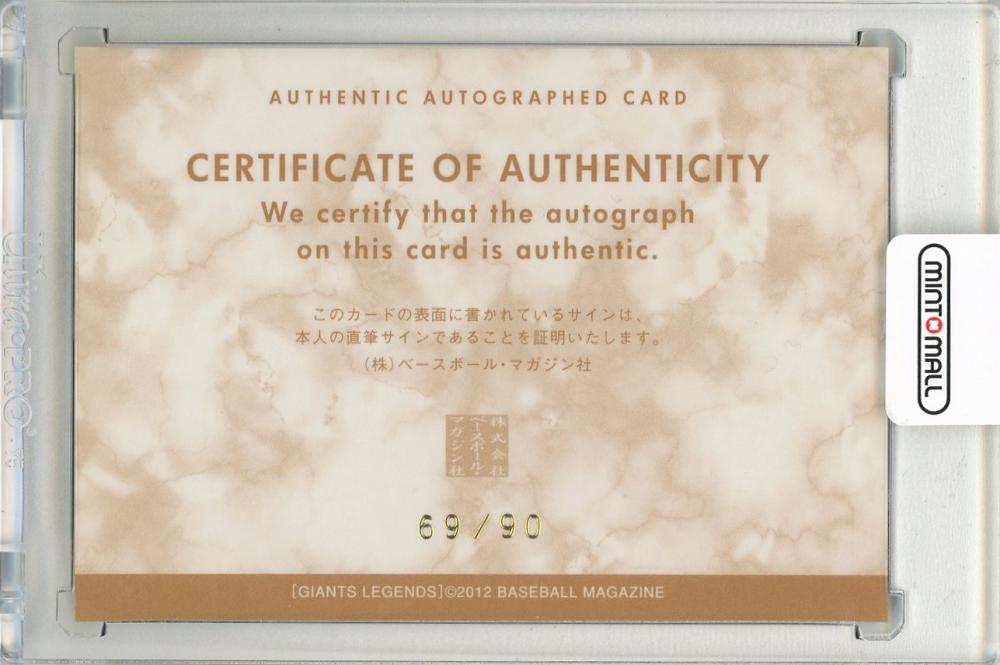 AUTHENTIC AUTOGRAPHED CARD
CERTIFICATE OF AUTHENTICITY
We certify that the autograph
on this card is authentic.
このカードの表面に書かれているサインは、
本人の直筆サインであることを証明いたします。
(株)ベースボール・マガジン社
株式会社
ベースボール・
マガジン社
69/90
[GIANTS LEGENDS]©2012 BASEBALL MAGAZINE
MINT MALL
Ultra PRO®